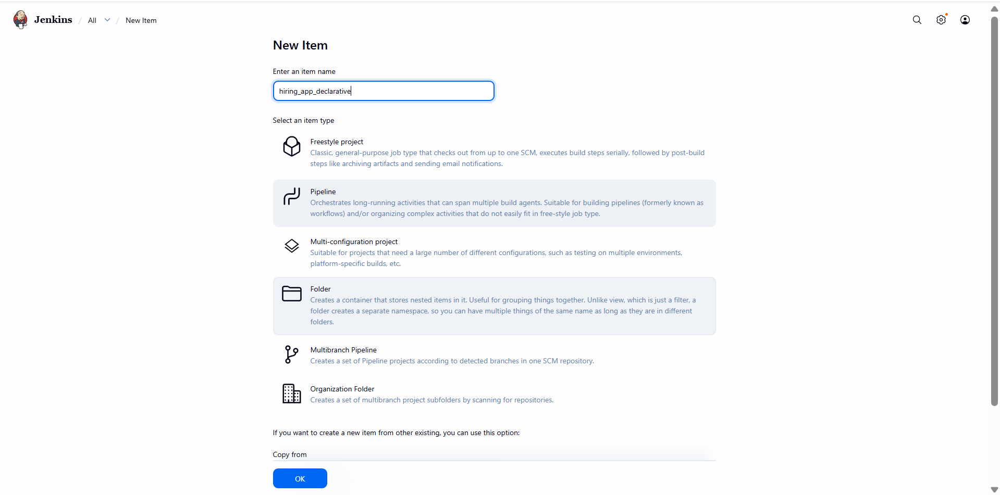 Jenkins / All / New Item
New Item
Enter an item name
hiring_app_declarative
Select an item type
Freestyle project
Classic, general-purpose job type that checks out from up to one SCM, executes build steps serially, followed by post-build
steps like archiving artifacts and sending email notifications.
Pipeline
Orchestrates long-running activities that can span multiple build agents. Suitable for building pipelines (formerly known as
workflows) and/or organizing complex activities that do not easily fit in free-style job type.
Multi-configuration project
Suitable for projects that need a large number of different configurations, such as testing on multiple environments,
platform-specific builds, etc.
Folder
Creates a container that stores nested items in it. Useful for grouping things together. Unlike view, which is just a filter, a
folder creates a separate namespace, so you can have multiple things of the same name as long as they are in different
folders.
Multibranch Pipeline
Creates a set of Pipeline projects according to detected branches in one SCM repository.
Organization Folder
Creates a set of multibranch project subfolders by scanning for repositories.
If you want to create a new item from other existing, you can use this option:
Copy from
OK